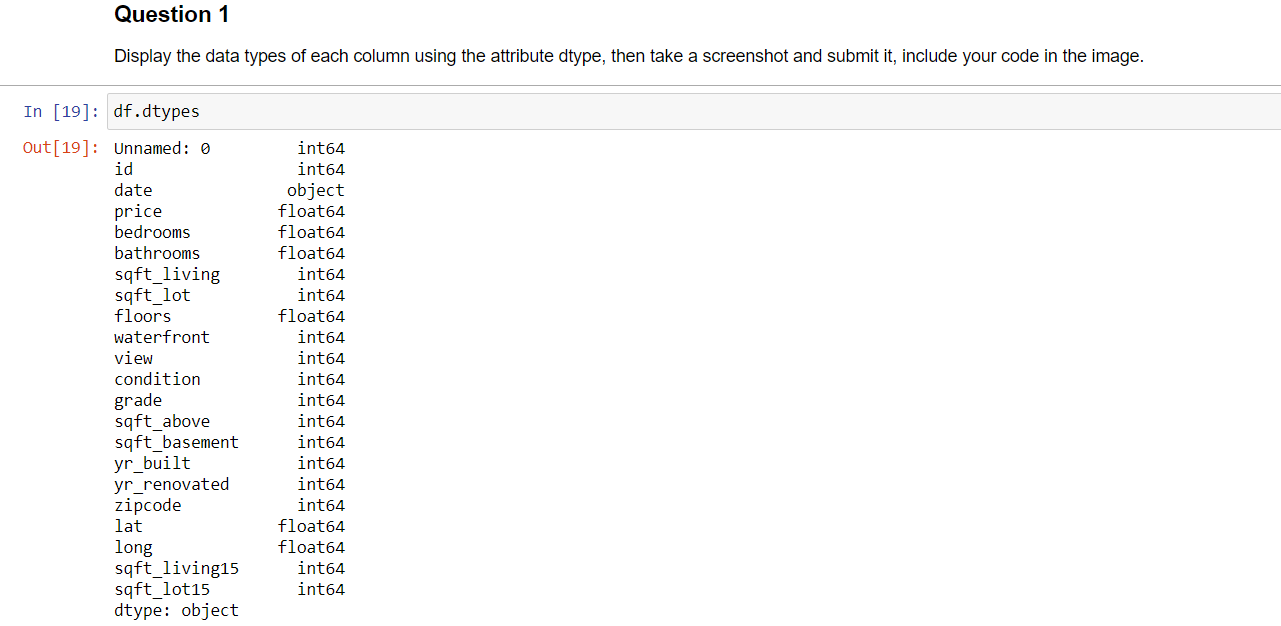 Question 1
Display the data types of each column using the attribute dtype, then take a screenshot and submit it, include your code in the image.
In [19]: df.dtypes
Out[19]: Unnamed: 0 int64
id int64
date object
price float64
bedrooms float64
bathrooms float64
sqft_living int64
sqft_lot int64
floors float64
waterfront int64
view int64
condition int64
grade int64
sqft_above int64
sqft_basement int64
yr_built int64
yr_renovated int64
zipcode int64
lat float64
long float64
sqft_living15 int64
sqft_lot15 int64
dtype: object